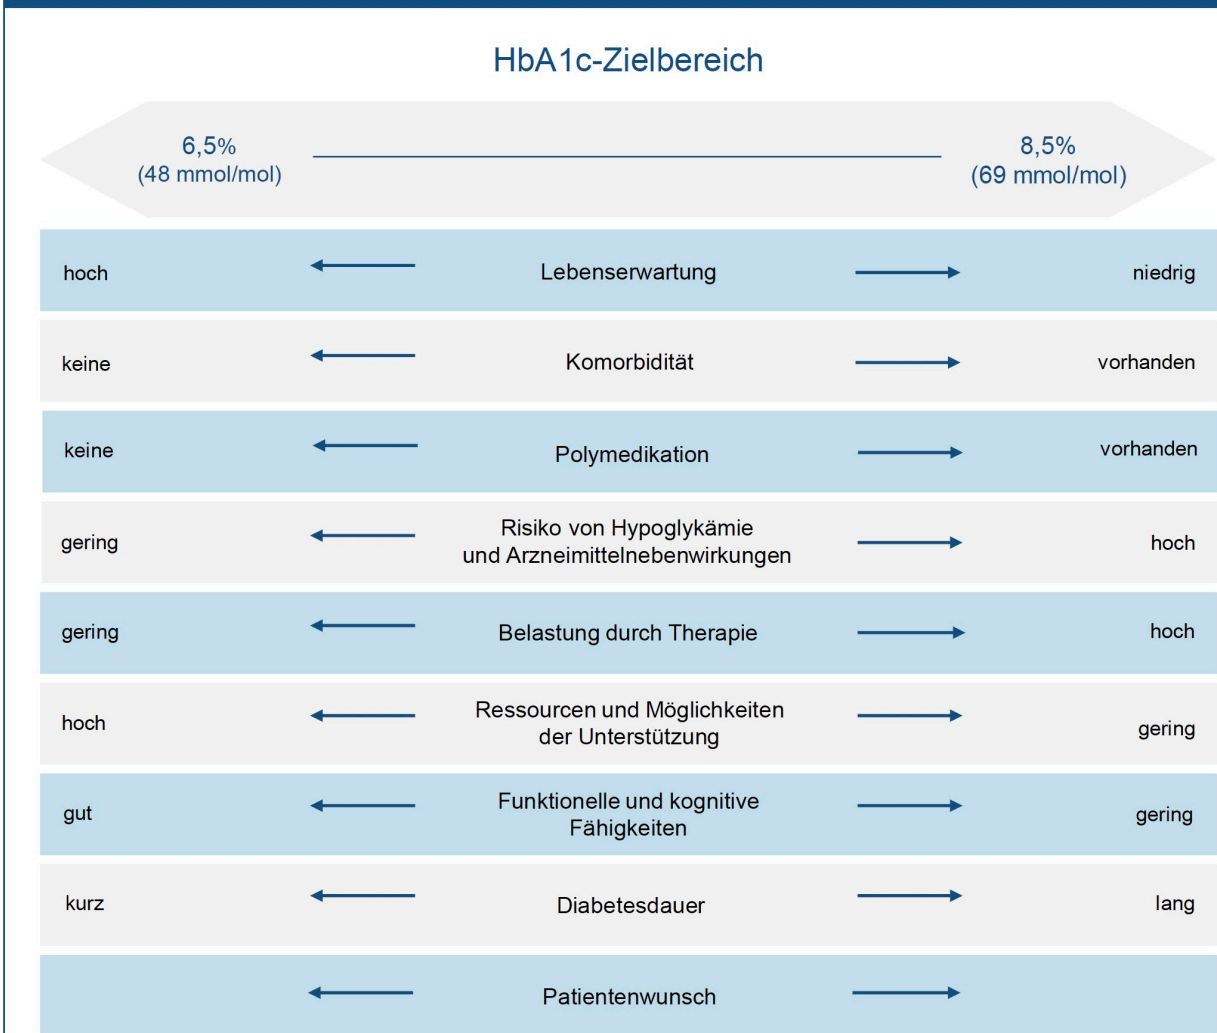 HbA1c-Zielbereich
6,5% 8,5%
(48 mmol/mol) (69 mmol/mol)
hoch Lebenserwartung niedrig
keine Komorbidität vorhanden
keine Polymedikation vorhanden
gering Risiko von Hypoglykämie
und Arzneimittelnebenwirkungen hoch
gering Belastung durch Therapie hoch
hoch Ressourcen und Möglichkeiten
der Unterstützung gering
gut Funktionelle und kognitive
Fähigkeiten gering
kurz Diabetesdauer lang
Patientenwunsch